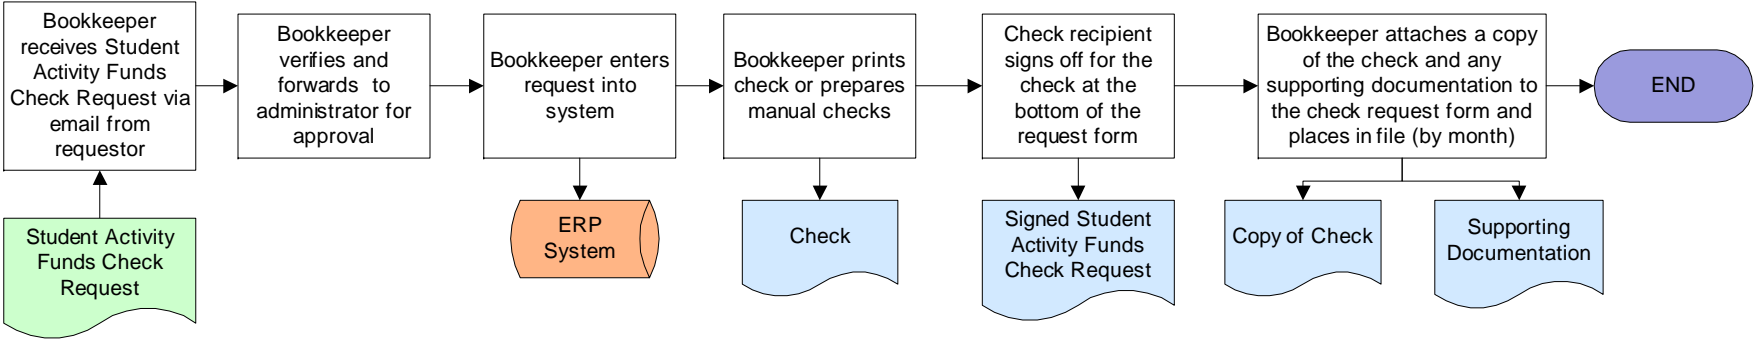 Bookkeeper
receives Student
Activity Funds
Check Request via
email from
requestor
Bookkeeper
verifies and
forwards to
administrator for
approval
Bookkeeper enters
request into
system
Bookkeeper prints
check or prepares
manual checks
Check recipient
signs off for the
check at the
bottom of the
request form
Bookkeeper attaches a copy
of the check and any
supporting documentation to
the check request form and
places in file (by month)
END
Student Activity
Funds Check
Request
ERP
System
Check
Signed Student
Activity Funds
Check Request
Copy of Check
Supporting
Documentation